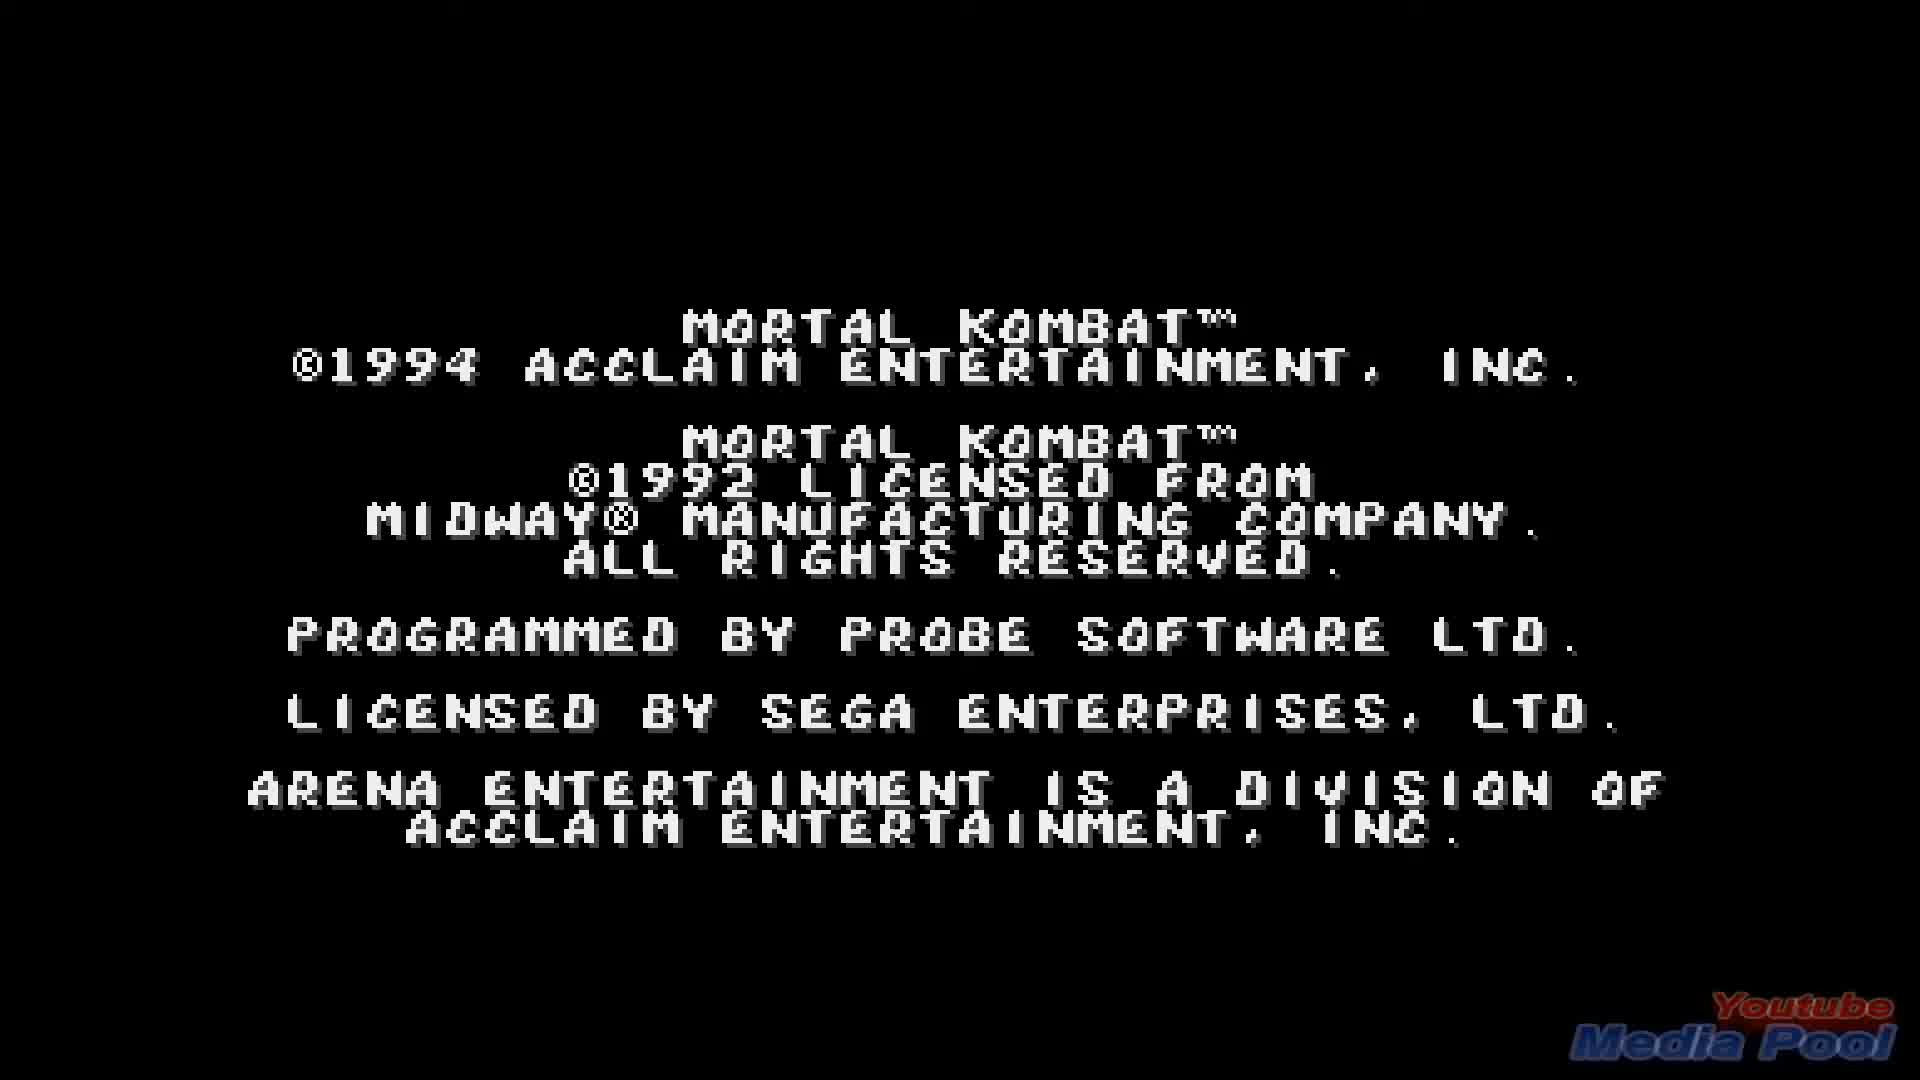 MORTAL KOMBAT™
©1994 ACCLAIM ENTERTAINMENT, INC.
MORTAL KOMBAT™
©1992 LICENSED FROM
MIDWAY® MANUFACTURING COMPANY.
ALL RIGHTS RESERVED.
PROGRAMMED BY PROBE SOFTWARE LTD.
LICENSED BY SEGA ENTERPRISES, LTD.
ARENA ENTERTAINMENT IS A DIVISION OF
ACCLAIM ENTERTAINMENT, INC.
Youtube
Media Pool